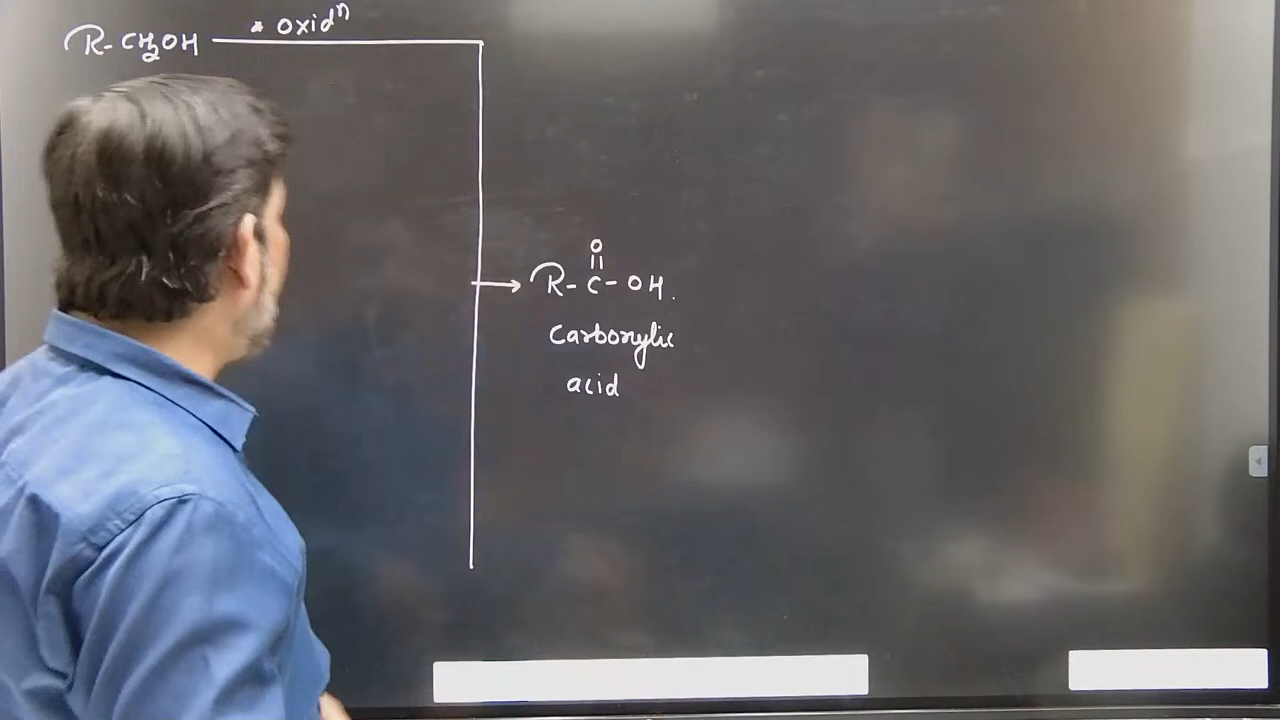 R-CH2OH * oxidⁿ
O
||
R-C-OH.
Carboxylic
acid